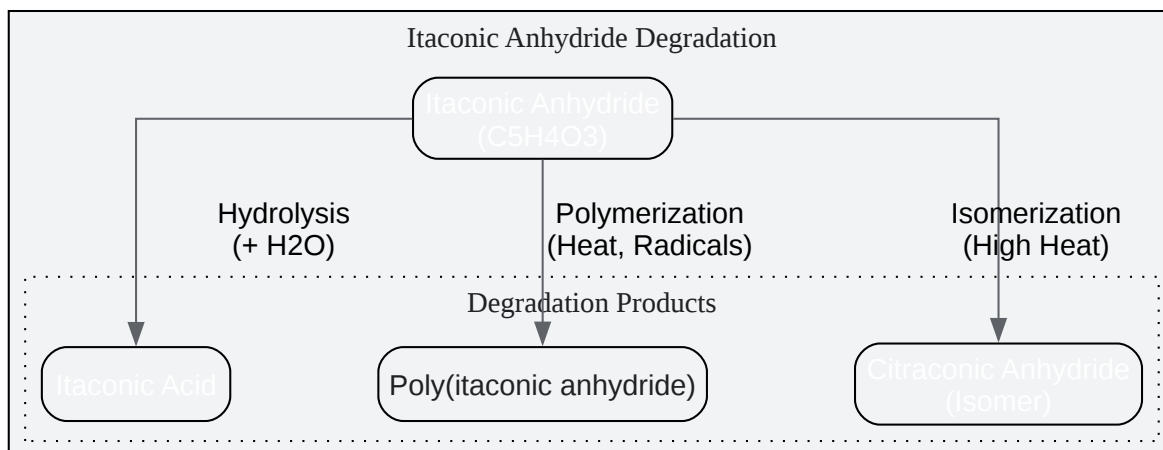 Itaconic Anhydride Degradation
Itaconic Anhydride
(C5H4O3)
Hydrolysis
(+ H2O)
Polymerization
(Heat, Radicals)
Isomerization
(High Heat)
Degradation Products
Itaconic Acid
Poly(itaconic anhydride)
Citraconic Anhydride
(Isomer)